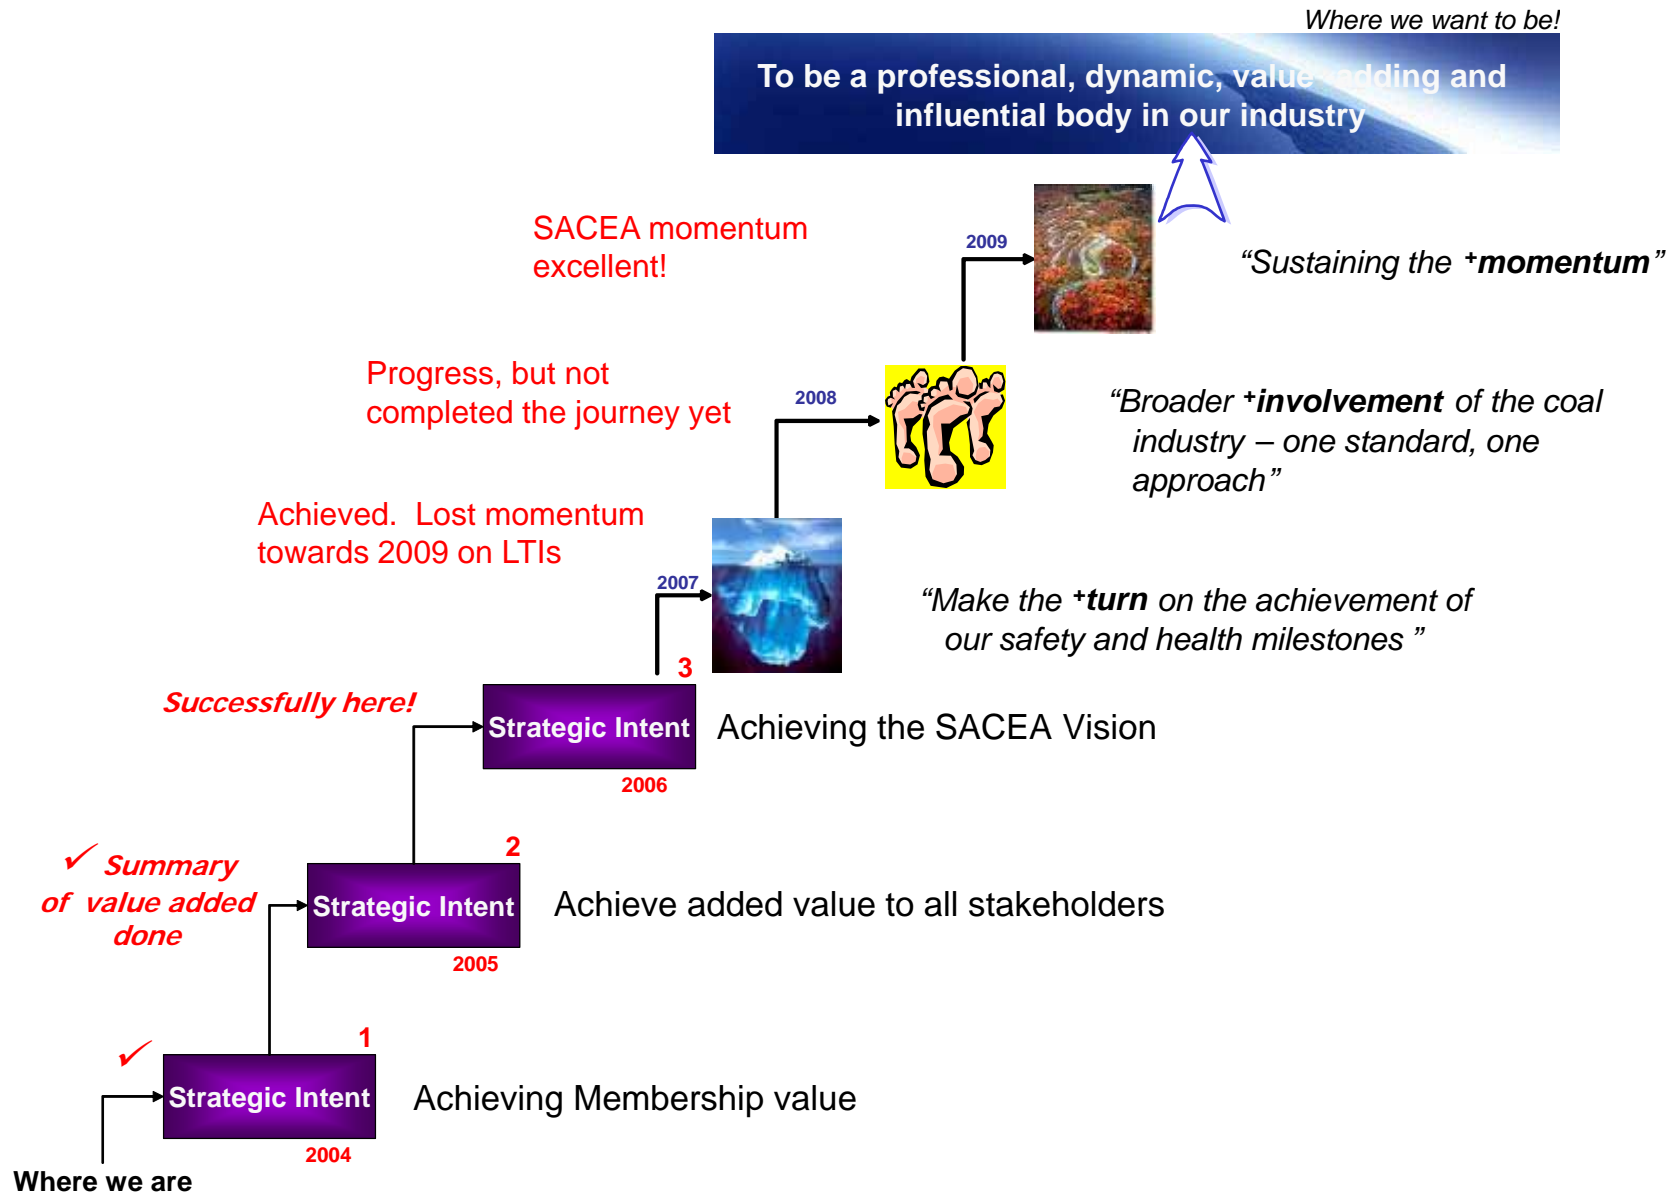 Where we want to be!
To be a professional, dynamic, value-adding and
influential body in our industry
SACEA momentum
excellent!
2009
“Sustaining the +momentum”
Progress, but not
completed the journey yet
2008
“Broader +involvement of the coal
industry – one standard, one
approach”
Achieved. Lost momentum
towards 2009 on LTIs
2007
“Make the +turn on the achievement of
our safety and health milestones ”
3
Successfully here!
Strategic Intent
Achieving the SACEA Vision
2006
2
✓ Summary
of value added
done
Strategic Intent
Achieve added value to all stakeholders
2005
1
✓
Strategic Intent
Achieving Membership value
2004
Where we are